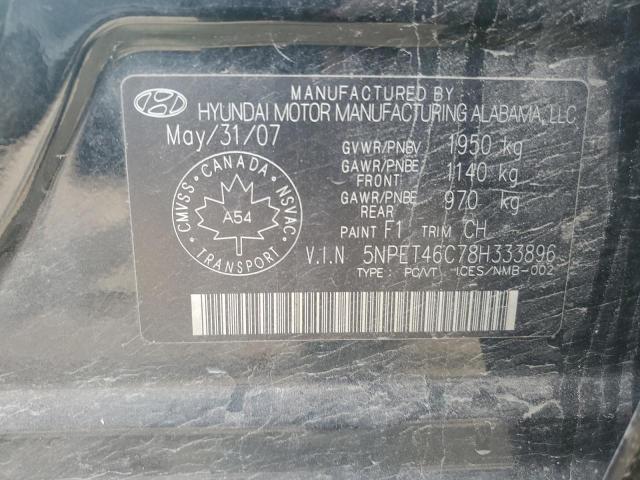 MANUFACTURED BY:
HYUNDAI MOTOR MANUFACTURING ALABAMA, LLC
May/31/07
GVWR/PNBV 1950 kg
GAWR/PNBE FRONT 1140 kg
GAWR/PNBE REAR 970 kg
PAINT F1 TRIM CH
V.I.N 5NPET46C78H333896
TYPE : PC/VT ICES/NMB-002
CMVSS · CANADA · NSVAC
A54
TRANSPORT